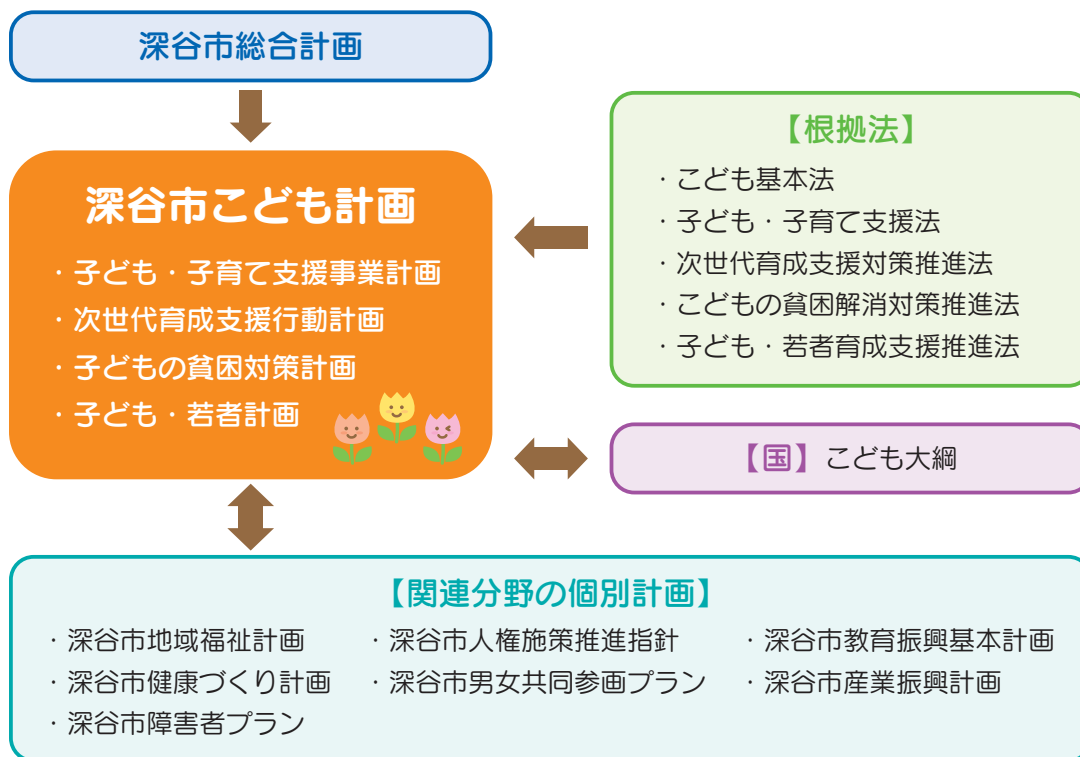 深谷市総合計画
深谷市こども計画
・子ども・子育て支援事業計画
・次世代育成支援行動計画
・子どもの貧困対策計画
・子ども・若者計画
【根拠法】
・こども基本法
・子ども・子育て支援法
・次世代育成支援対策推進法
・こどもの貧困解消対策推進法
・子ども・若者育成支援推進法
【国】こども大綱
【関連分野の個別計画】
・深谷市地域福祉計画
・深谷市健康づくり計画
・深谷市障害者プラン
・深谷市人権施策推進指針
・深谷市男女共同参画プラン
・深谷市教育振興基本計画
・深谷市産業振興計画